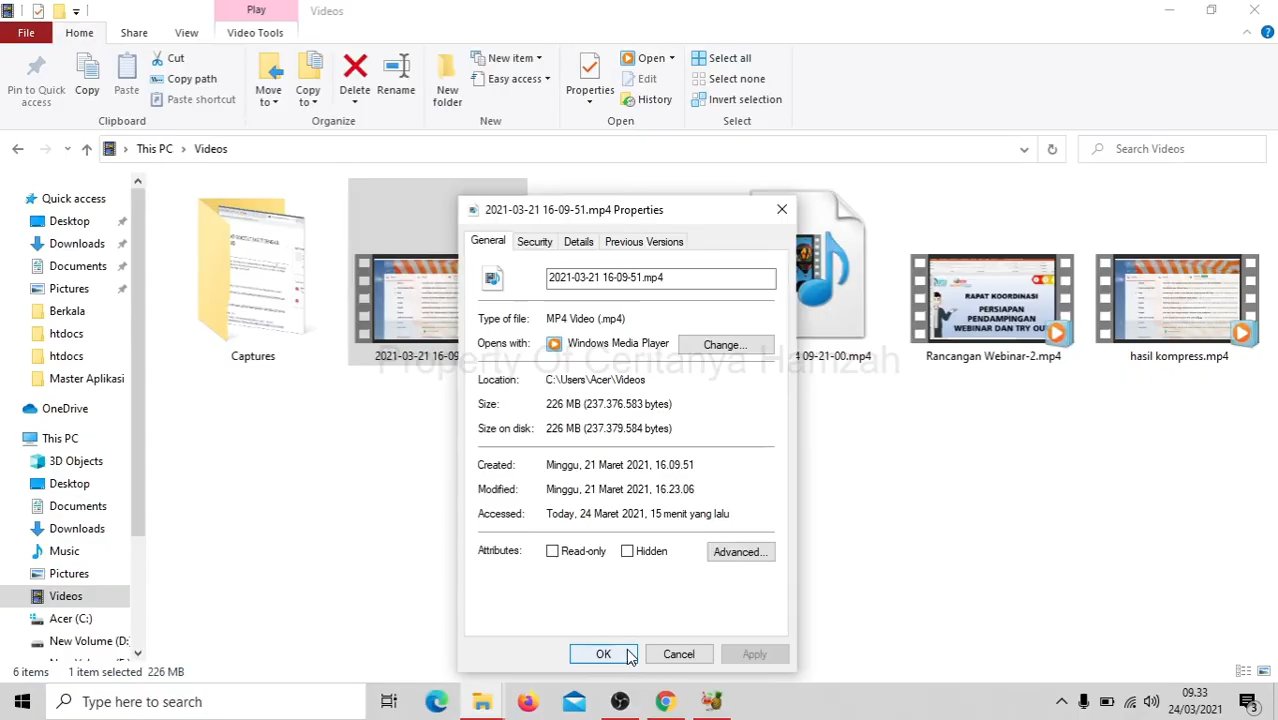 Play
Videos
File
Home
Share
View
Video Tools
Pin to Quick access
Copy
Paste
Cut
Copy path
Paste shortcut
Clipboard
Move to
Copy to
Delete
Rename
Organize
New folder
New item
Easy access
New
Properties
Open
Edit
History
Open
Select all
Select none
Invert selection
Select
This PC
Videos
Search Videos
Quick access
Desktop
Downloads
Documents
Pictures
Berkala
htdocs
htdocs
Master Aplikasi
OneDrive
This PC
3D Objects
Desktop
Documents
Downloads
Music
Pictures
Videos
Acer (C:)
New Volume (D:
Captures
2021-03-21 16-09
4 09-21-00.mp4
RAPAT KOORDINASI
PERSIAPAN
PENDAMPINGAN
WEBINAR DAN TRY OUT
Rancangan Webinar-2.mp4
hasil kompress.mp4
2021-03-21 16-09-51.mp4 Properties
General
Security
Details
Previous Versions
2021-03-21 16-09-51.mp4
Type of file: MP4 Video (.mp4)
Opens with: Windows Media Player
Change...
Property Of Centanya Hamzah
Location: C:\Users\Acer\Videos
Size: 226 MB (237.376.583 bytes)
Size on disk: 226 MB (237.379.584 bytes)
Created: Minggu, 21 Maret 2021, 16.09.51
Modified: Minggu, 21 Maret 2021, 16.23.06
Accessed: Today, 24 Maret 2021, 15 menit yang lalu
Attributes: Read-only Hidden
Advanced...
OK
Cancel
Apply
6 items
1 item selected 226 MB
Type here to search
09.33
24/03/2021
3